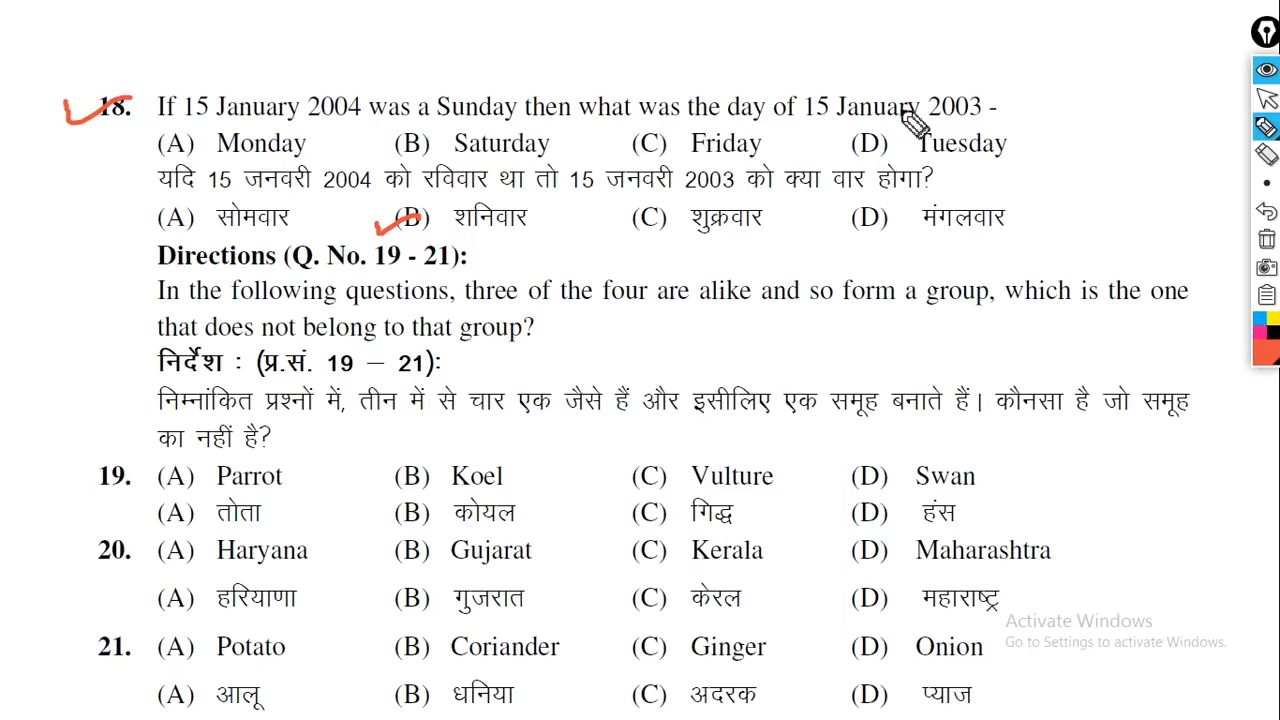 18. If 15 January 2004 was a Sunday then what was the day of 15 January 2003 -
(A) Monday (B) Saturday (C) Friday (D) Tuesday
यदि 15 जनवरी 2004 को रविवार था तो 15 जनवरी 2003 को क्या वार होगा?
(A) सोमवार (B) शनिवार (C) शुक्रवार (D) मंगलवार
Directions (Q. No. 19 - 21):
In the following questions, three of the four are alike and so form a group, which is the one
that does not belong to that group?
निर्देश : (प्र.सं. 19 – 21):
निम्नांकित प्रश्नों में, तीन में से चार एक जैसे हैं और इसीलिए एक समूह बनाते हैं। कौनसा है जो समूह
का नहीं है?
19. (A) Parrot (B) Koel (C) Vulture (D) Swan
(A) तोता (B) कोयल (C) गिद्ध (D) हंस
20. (A) Haryana (B) Gujarat (C) Kerala (D) Maharashtra
(A) हरियाणा (B) गुजरात (C) केरल (D) महाराष्ट्र
Activate Windows
Go to Settings to activate Windows.
21. (A) Potato (B) Coriander (C) Ginger (D) Onion
(A) आलू (B) धनिया (C) अदरक (D) प्याज